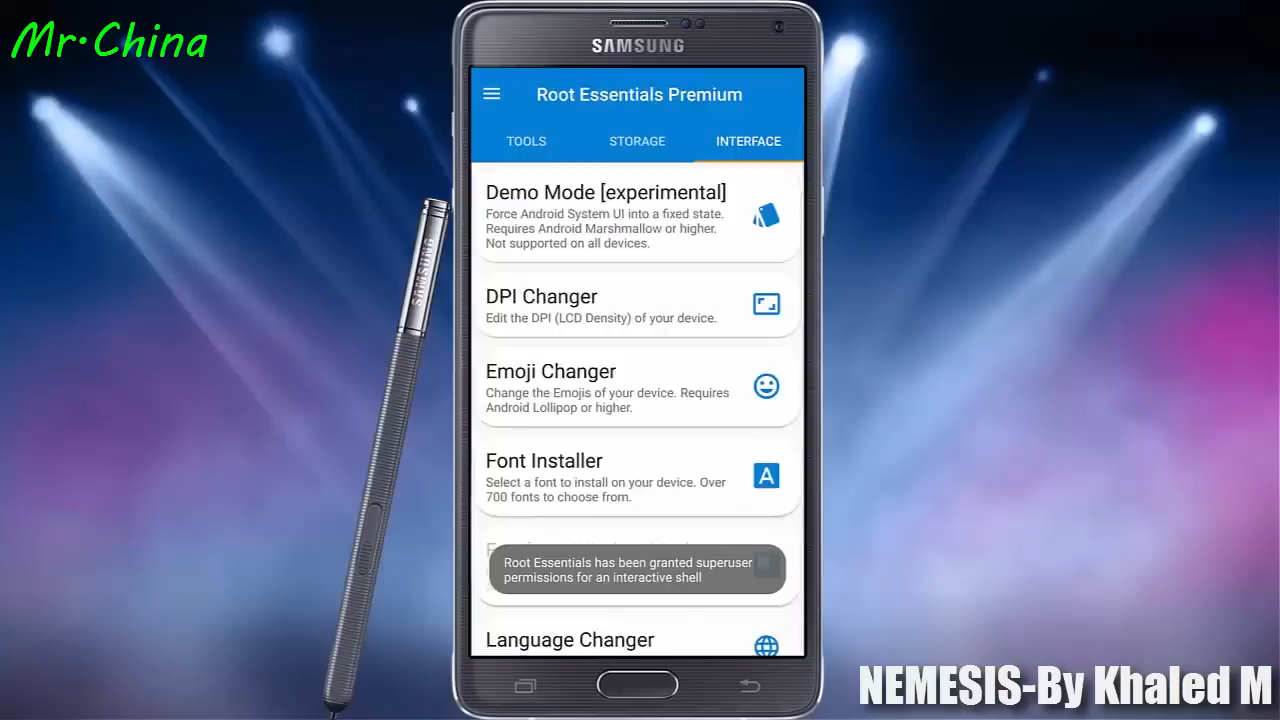 Mr.China
SAMSUNG
Root Essentials Premium
TOOLS
STORAGE
INTERFACE
Demo Mode [experimental]
Force Android System UI into a fixed state.
Requires Android Marshmallow or higher.
Not supported on all devices.
DPI Changer
Edit the DPI (LCD Density) of your device.
Emoji Changer
Change the Emojis of your device. Requires
Android Lollipop or higher.
Font Installer
Select a font to install on your device. Over
700 fonts to choose from.
Root Essentials has been granted superuser
permissions for an interactive shell
Language Changer
SAMSUNG
NEMESIS-By Khaled M